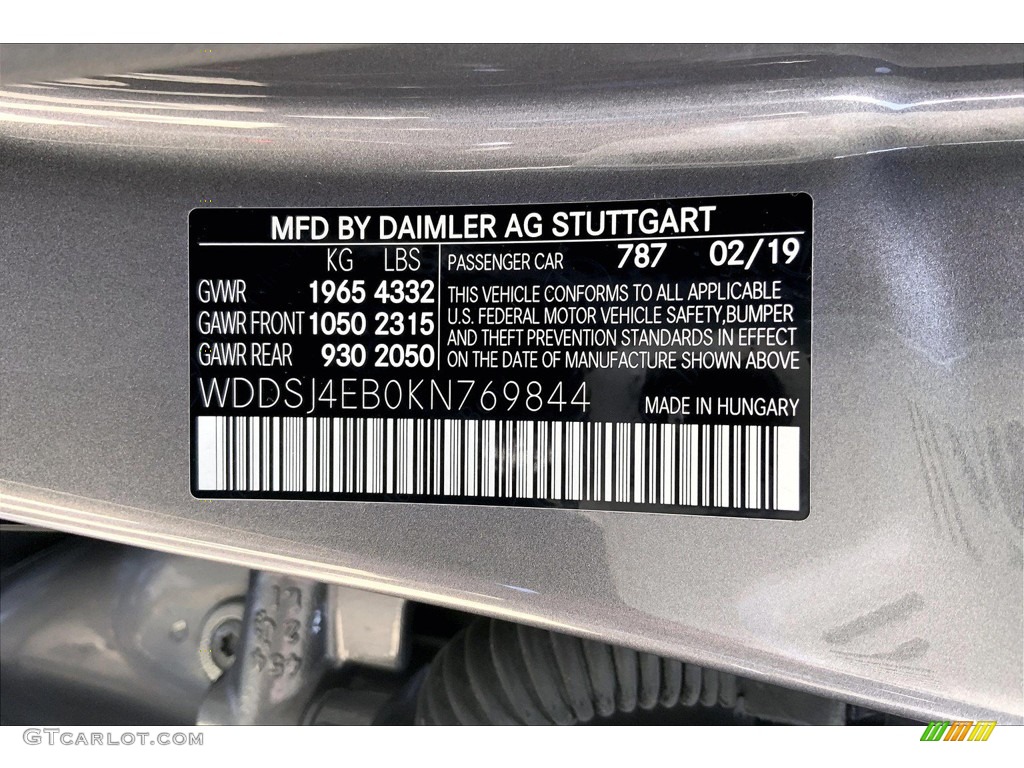 MFD BY DAIMLER AG STUTTGART
KG LBS
GVWR 1965 4332
GAWR FRONT 1050 2315
GAWR REAR 930 2050
PASSENGER CAR 787 02/19
THIS VEHICLE CONFORMS TO ALL APPLICABLE
U.S. FEDERAL MOTOR VEHICLE SAFETY,BUMPER
AND THEFT PREVENTION STANDARDS IN EFFECT
ON THE DATE OF MANUFACTURE SHOWN ABOVE
WDDSJ4EB0KN769844
MADE IN HUNGARY
GTCARLOT.COM